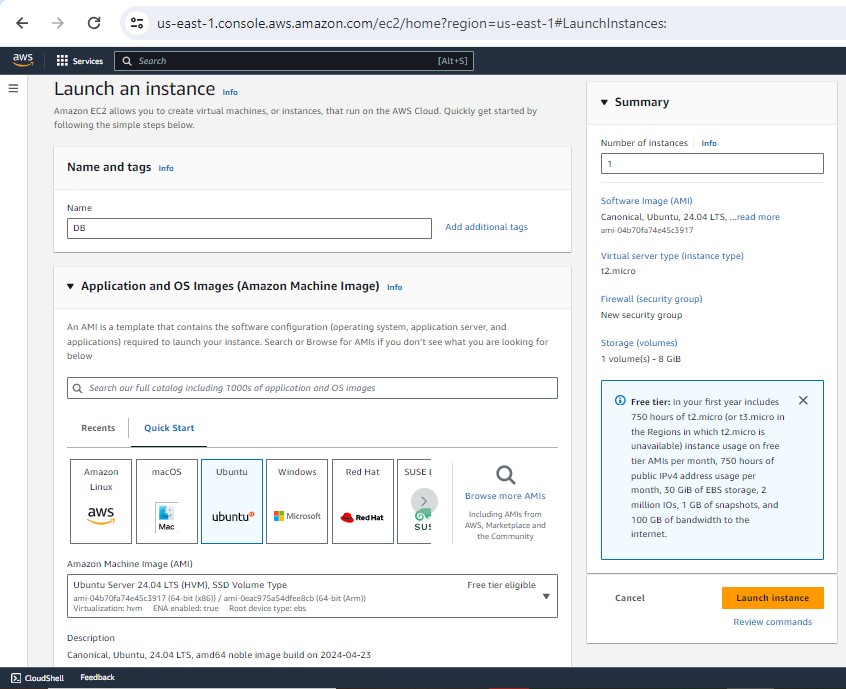 us-east-1.console.aws.amazon.com/ec2/home?region=us-east-1#LaunchInstances:
aws
Services
Search
[Alt+S]
Launch an instance Info
Amazon EC2 allows you to create virtual machines, or instances, that run on the AWS Cloud. Quickly get started by
following the simple steps below.
Name and tags Info
Name
DB
Add additional tags
Application and OS Images (Amazon Machine Image) Info
An AMI is a template that contains the software configuration (operating system, application server, and
applications) required to launch your instance. Search or Browse for AMIs if you don't see what you are looking for
below
Search our full catalog including 1000s of application and OS images
Recents
Quick Start
Amazon
Linux
aws
macOS
Mac
Ubuntu
ubuntu
Windows
Microsoft
Red Hat
Red Hat
SUSE L
SUS
Browse more AMIs
Including AMIs from
AWS, Marketplace and
the Community
Amazon Machine Image (AMI)
Ubuntu Server 24.04 LTS (HVM), SSD Volume Type
Free tier eligible
ami-04b70fa74e45c3917 (64-bit (x86)) / ami-0eac975a54dfee8cb (64-bit (Arm))
Virtualization: hvm ENA enabled: true Root device type: ebs
Description
Canonical, Ubuntu, 24.04 LTS, amd64 noble image build on 2024-04-23
Summary
Number of instances Info
1
Software Image (AMI)
Canonical, Ubuntu, 24.04 LTS, ...read more
ami-04b70fa74e45c3917
Virtual server type (instance type)
t2.micro
Firewall (security group)
New security group
Storage (volumes)
1 volume(s) - 8 GiB
Free tier: In your first year includes
750 hours of t2.micro (or t3.micro in
the Regions in which t2.micro is
unavailable) instance usage on free
tier AMIs per month, 750 hours of
public IPv4 address usage per
month, 30 GiB of EBS storage, 2
million IOs, 1 GB of snapshots, and
100 GB of bandwidth to the
internet.
Cancel
Launch instance
Review commands
CloudShell
Feedback